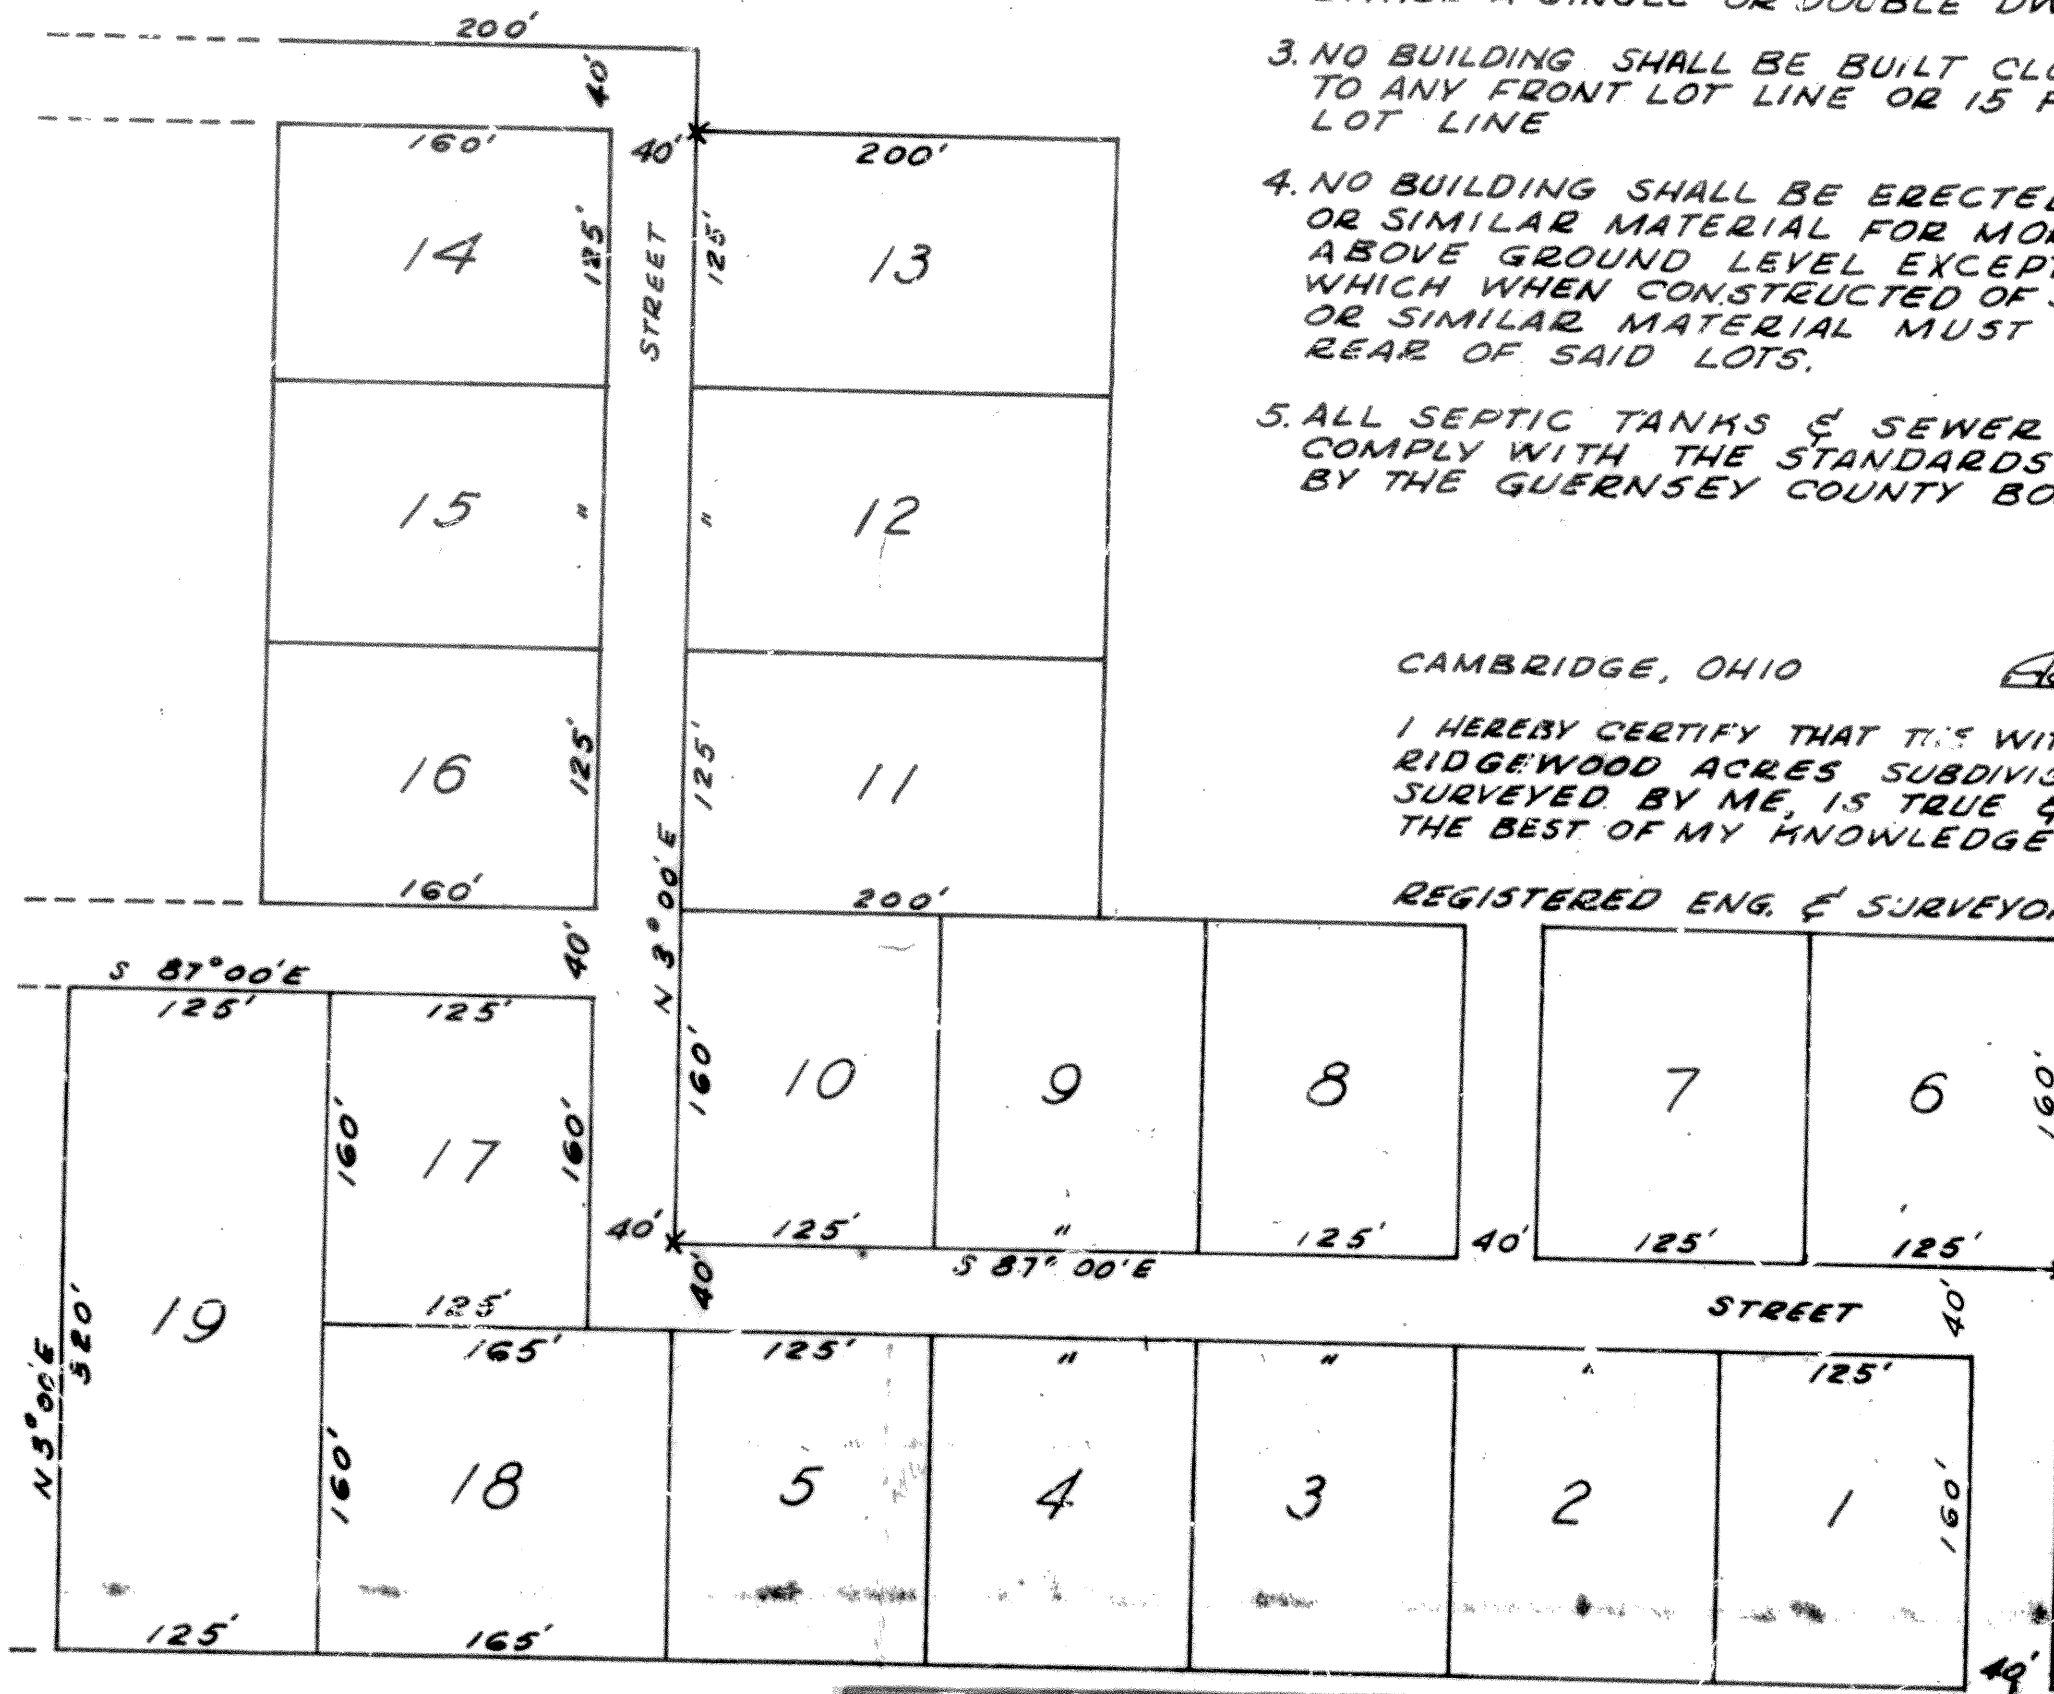 200'
40'
160'
40'
200'
125'
STREET
125'
14
13
15
"
"
12
16
125'
125'
11
160'
200'
N 3° 00' E
40'
S 87° 00' E
125'
125'
160'
160'
17
160'
10
9
8
7
6
160'
19
320'
N 3° 00' E
125'
40'
40'
125'
"
125'
40'
125'
125'
S 87° 00' E
STREET
40'
165'
125'
"
"
"
125'
160'
18
5
4
3
2
1
160'
125'
165'
40'
3. NO BUILDING SHALL BE BUILT
TO ANY FRONT LOT LINE OR 15
LOT LINE
4. NO BUILDING SHALL BE ERECTED
OR SIMILAR MATERIAL FOR
ABOVE GROUND LEVEL EXCEPT
WHICH WHEN CONSTRUCTED OF
OR SIMILAR MATERIAL MUST
REAR OF SAID LOTS.
5. ALL SEPTIC TANKS & SEWER
COMPLY WITH THE STANDARDS
BY THE GUERNSEY COUNTY BO
CAMBRIDGE, OHIO
I HEREBY CERTIFY THAT WIT
RIDGEWOOD ACRES SUBDIVIS
SURVEYED BY ME, IS TRUE &
THE BEST OF MY KNOWLEDGE
REGISTERED ENG. & SURVEYOR